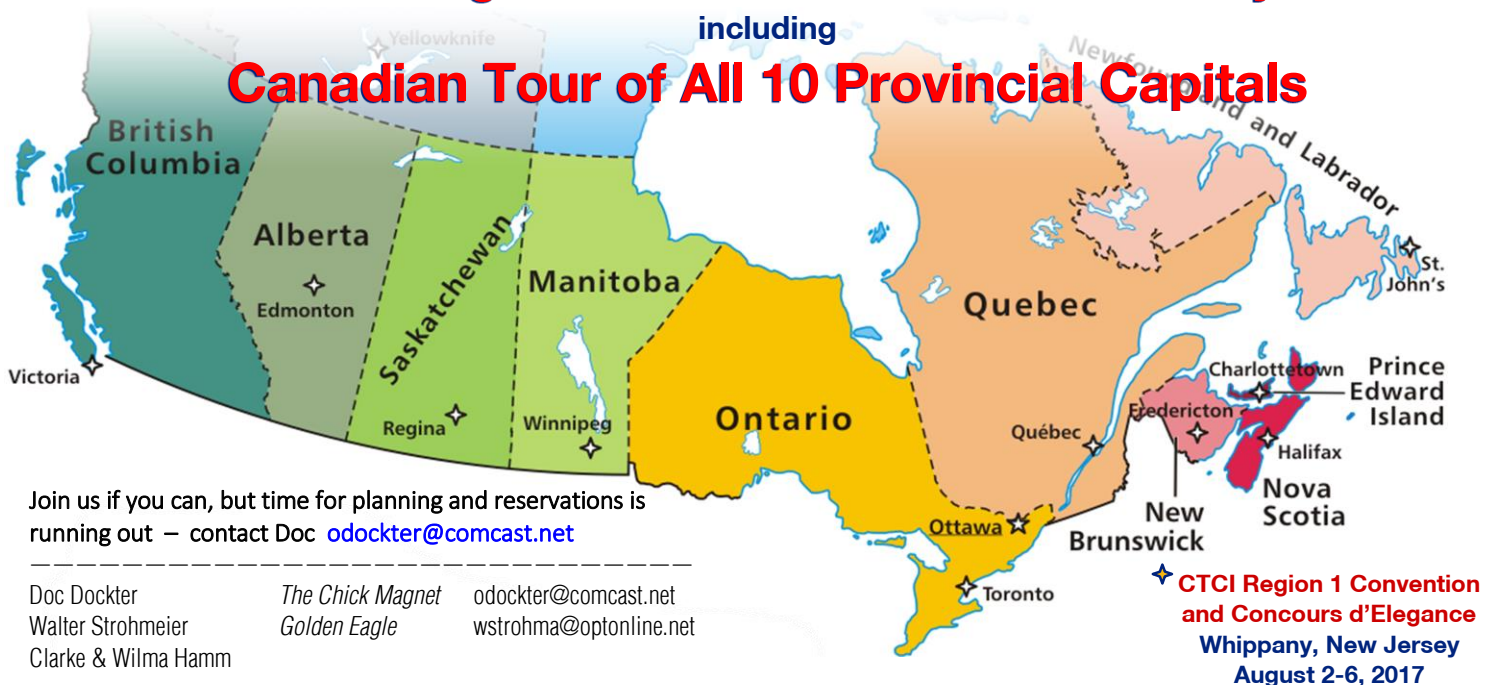 including
Canadian Tour of All 10 Provincial Capitals
Yellowknife
Newfoundland and Labrador
British
Columbia
Alberta
Edmonton
Saskatchewan
Manitoba
Quebec
St.
John's
Victoria
Regina
Winnipeg
Ontario
Québec
Charlottetown
Prince
Edward
Island
Fredericton
Halifax
Nova
Scotia
New
Brunswick
Ottawa
Toronto
Join us if you can, but time for planning and reservations is
running out – contact Doc odockter@comcast.net
Doc Dockter The Chick Magnet odockter@comcast.net
Walter Strohmeier Golden Eagle wstrohma@optonline.net
Clarke & Wilma Hamm
CTCI Region 1 Convention
and Concours d'Elegance
Whippany, New Jersey
August 2-6, 2017